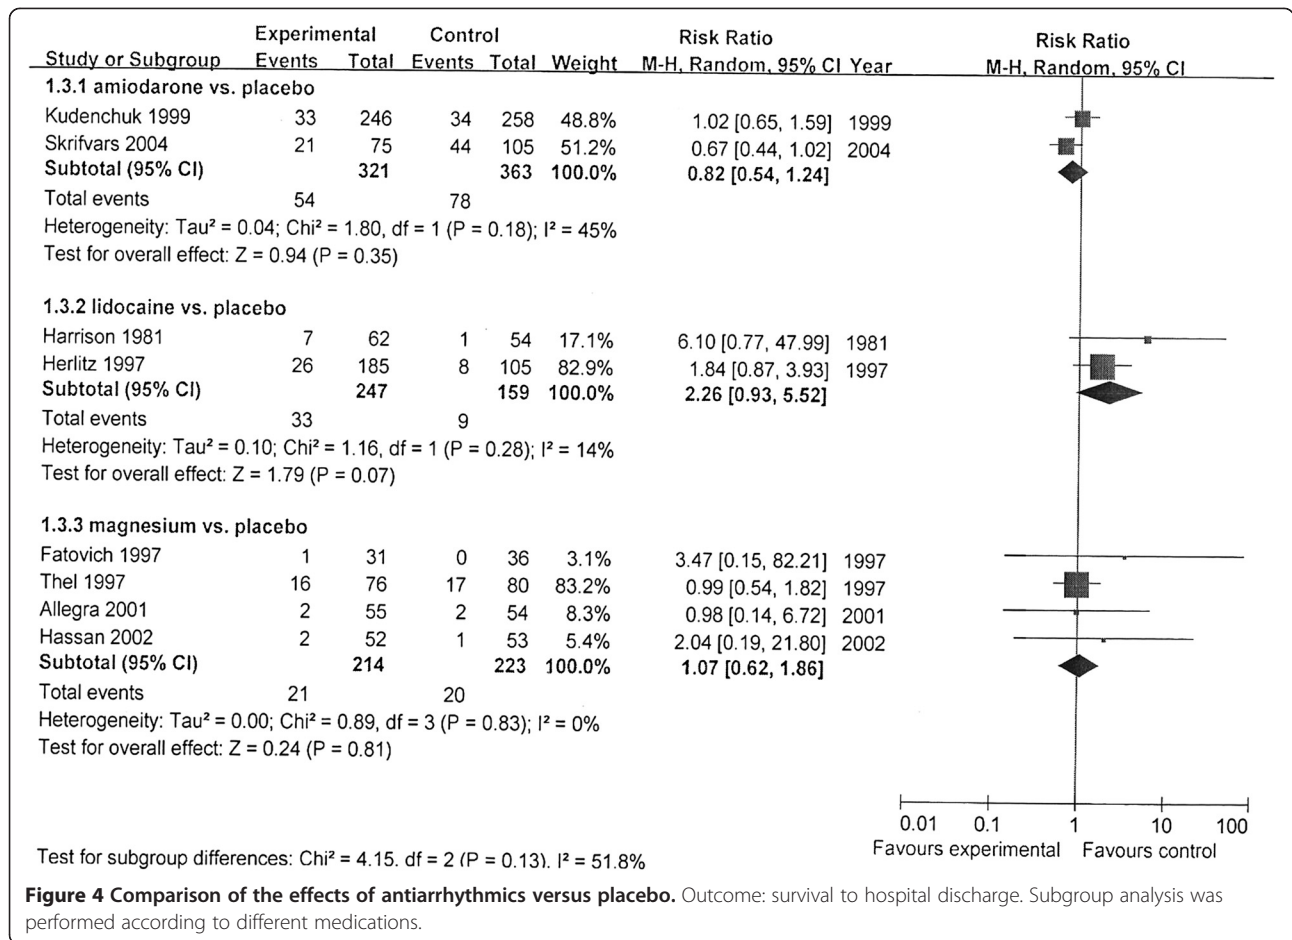 Experimental Control Risk Ratio Risk Ratio
Study or Subgroup Events Total Events Total Weight M-H, Random, 95% CI Year M-H, Random, 95% CI
1.3.1 amiodarone vs. placebo
Kudenchuk 1999 33 246 34 258 48.8% 1.02 [0.65, 1.59] 1999
Skrifvars 2004 21 75 44 105 51.2% 0.67 [0.44, 1.02] 2004
Subtotal (95% CI) 321 363 100.0% 0.82 [0.54, 1.24]
Total events 54 78
Heterogeneity: Tau² = 0.04; Chi² = 1.80, df = 1 (P = 0.18); I² = 45%
Test for overall effect: Z = 0.94 (P = 0.35)
1.3.2 lidocaine vs. placebo
Harrison 1981 7 62 1 54 17.1% 6.10 [0.77, 47.99] 1981
Herlitz 1997 26 185 8 105 82.9% 1.84 [0.87, 3.93] 1997
Subtotal (95% CI) 247 159 100.0% 2.26 [0.93, 5.52]
Total events 33 9
Heterogeneity: Tau² = 0.10; Chi² = 1.16, df = 1 (P = 0.28); I² = 14%
Test for overall effect: Z = 1.79 (P = 0.07)
1.3.3 magnesium vs. placebo
Fatovich 1997 1 31 0 36 3.1% 3.47 [0.15, 82.21] 1997
Thel 1997 16 76 17 80 83.2% 0.99 [0.54, 1.82] 1997
Allegra 2001 2 55 2 54 8.3% 0.98 [0.14, 6.72] 2001
Hassan 2002 2 52 1 53 5.4% 2.04 [0.19, 21.80] 2002
Subtotal (95% CI) 214 223 100.0% 1.07 [0.62, 1.86]
Total events 21 20
Heterogeneity: Tau² = 0.00; Chi² = 0.89, df = 3 (P = 0.83); I² = 0%
Test for overall effect: Z = 0.24 (P = 0.81)
0.01 0.1 1 10 100
Favours experimental Favours control
Test for subgroup differences: Chi² = 4.15. df = 2 (P = 0.13). I² = 51.8%
Figure 4 Comparison of the effects of antiarrhythmics versus placebo. Outcome: survival to hospital discharge. Subgroup analysis was
performed according to different medications.